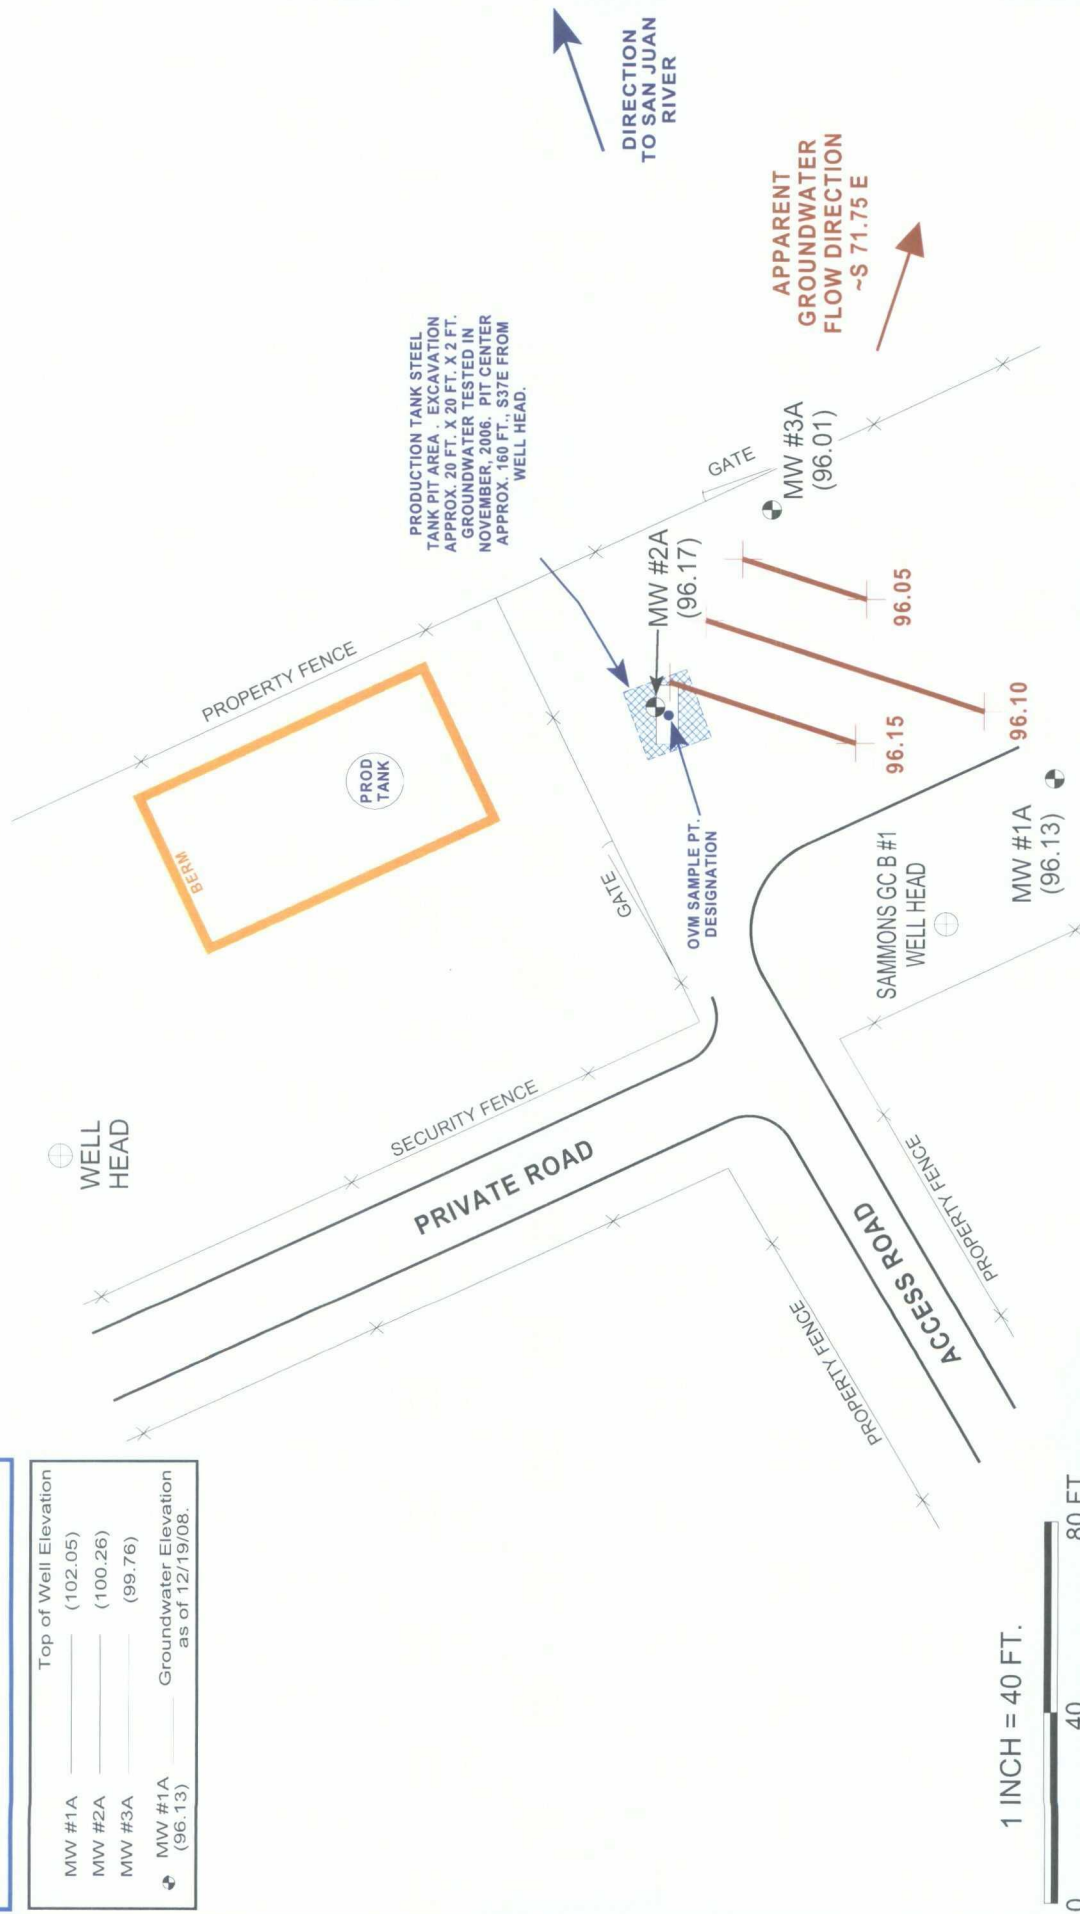 DIRECTION
TO SAN JUAN
RIVER
APPARENT
GROUNDWATER
FLOW DIRECTION
~S 71.75 E
PRODUCTION TANK STEEL
TANK PIT AREA . EXCAVATION
APPROX. 20 FT. X 20 FT. X 2 FT.
GROUNDWATER TESTED IN
NOVEMBER, 2006. PIT CENTER
APPROX. 160 FT., S37E FROM
WELL HEAD.
PROPERTY FENCE
BERM
PROD
TANK
GATE
MW #3A
(96.01)
MW #2A
(96.17)
96.05
96.10
96.15
OVM SAMPLE PT.
DESIGNATION
GATE
SAMMONS GC B #1
WELL HEAD
MW #1A
(96.13)
WELL
HEAD
SECURITY FENCE
PRIVATE ROAD
PROPERTY FENCE
ACCESS ROAD
PROPERTY FENCE
Top of Well Elevation
MW #1A (102.05)
MW #2A (100.26)
MW #3A (99.76)
MW #1A Groundwater Elevation
(96.13) as of 12/19/08.
1 INCH = 40 FT.
0 40 80 FT